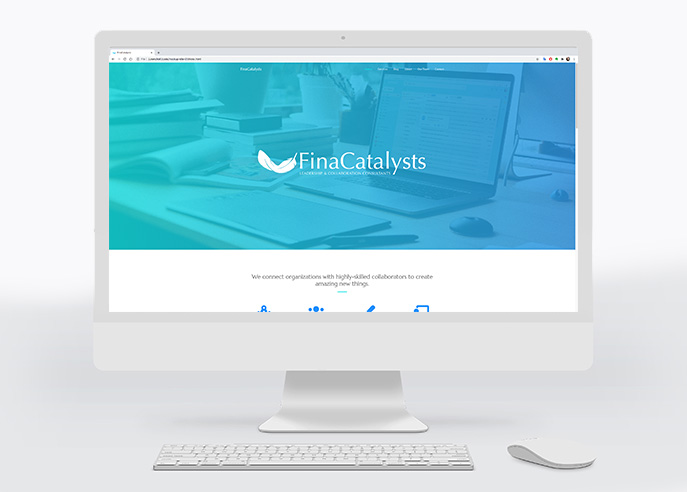 FinaCatalysts
FinaCatalysts
LEADERSHIP & COLLABORATION CONSULTANTS
We connect organizations with highly-skilled collaborators to create
amazing new things.